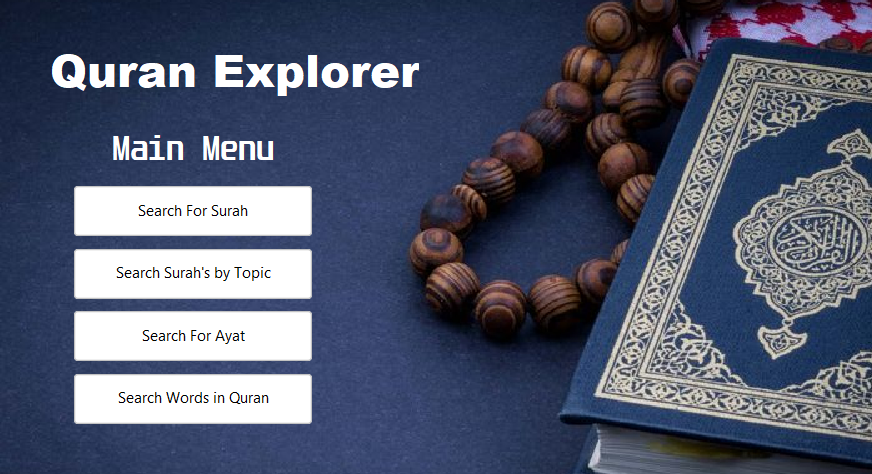 Quran Explorer
Main Menu
Search For Surah
Search Surah's by Topic
Search For Ayat
Search Words in Quran